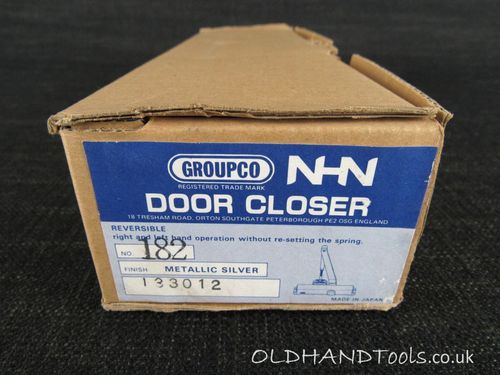 GROUPCO NHN
REGISTERED TRADE MARK
DOOR CLOSER
18 TRESHAM ROAD, ORTON SOUTHGATE PETERBOROUGH PE2 OSG ENGLAND
REVERSIBLE
right and left hand operation without re-setting the spring.
NO. 182
FINISH METALLIC SILVER
133012
MADE IN JAPAN
OLDHANDTOOLS.co.uk